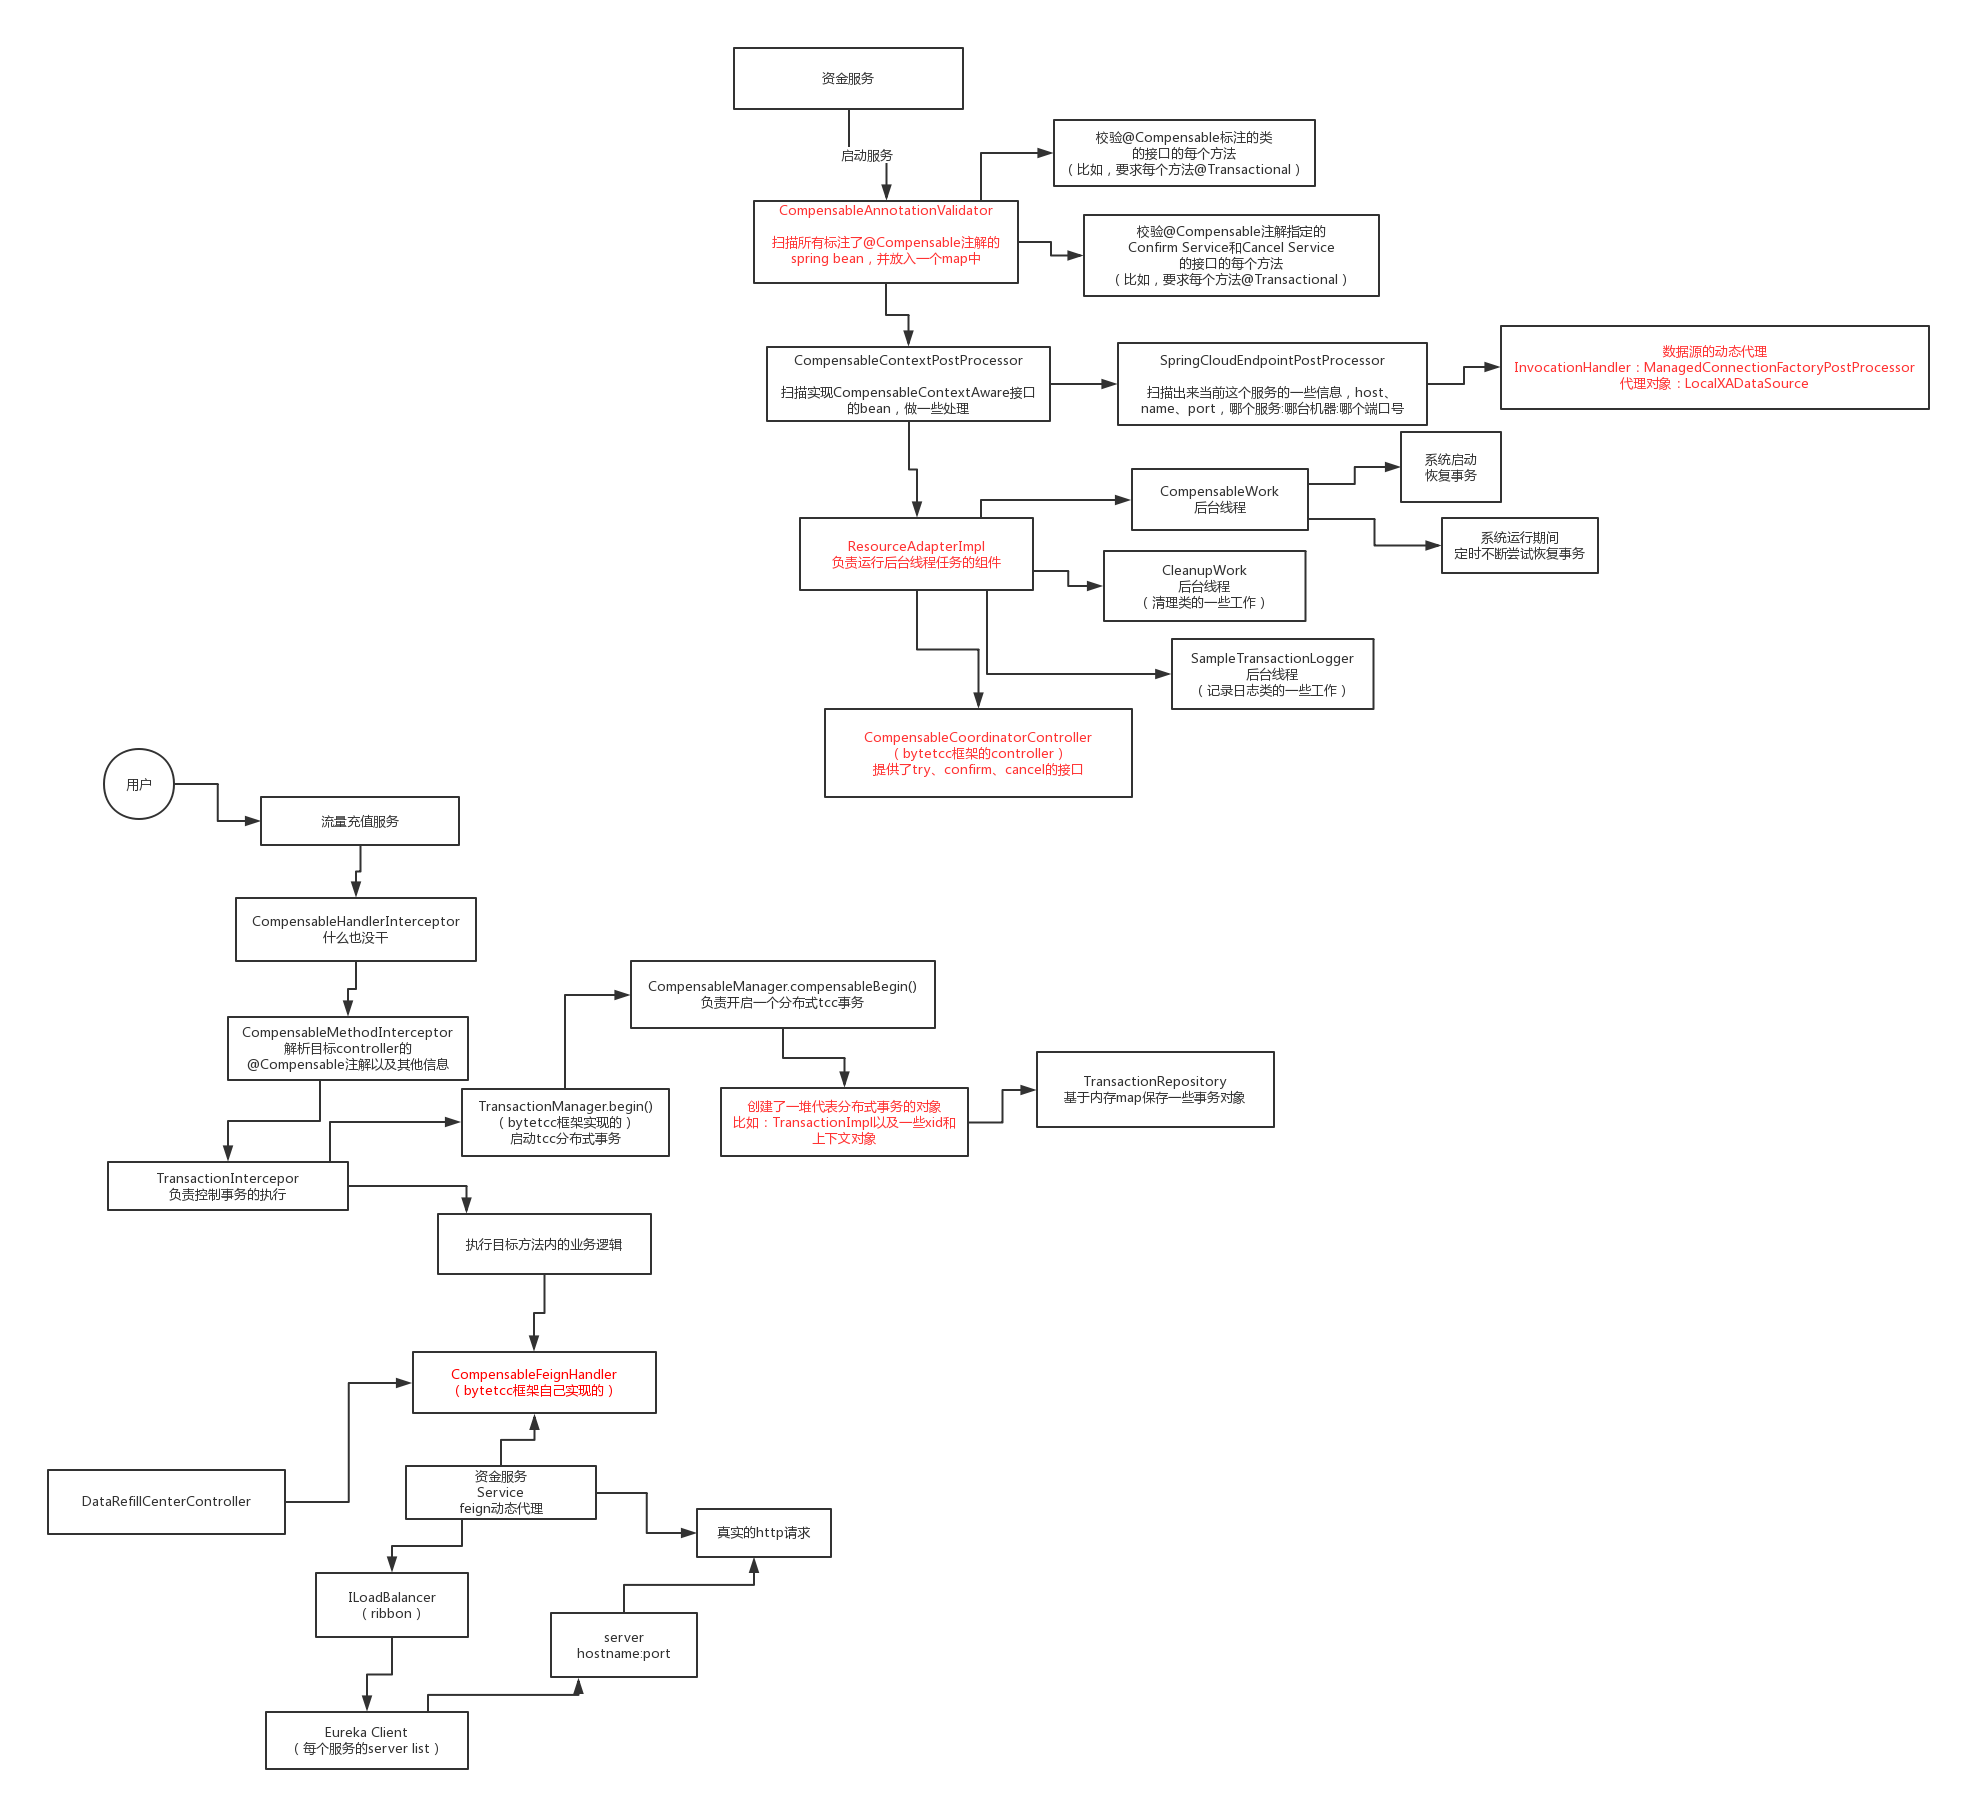 资金服务
启动服务
校验@Compensable标注的类
的接口的每个方法
（比如，要求每个方法@Transactional）
CompensableAnnotationValidator
扫描所有标注了@Compensable注解的
spring bean，并放入一个map中
校验@Compensable注解指定的
Confirm Service和Cancel Service
的接口的每个方法
（比如，要求每个方法@Transactional）
CompensableContextPostProcessor
扫描实现CompensableContextAware接口
的bean，做一些处理
SpringCloudEndpointPostProcessor
扫描出来当前这个服务的一些信息，host、
name、port，哪个服务:哪台机器:哪个端口号
数据源的动态代理
InvocationHandler：ManagedConnectionFactoryPostProcessor
代理对象：LocalXADataSource
系统启动
恢复事务
CompensableWork
后台线程
系统运行期间
定时不断尝试恢复事务
ResourceAdapterImpl
负责运行后台线程任务的组件
CleanupWork
后台线程
（清理类的一些工作）
SampleTransactionLogger
后台线程
（记录日志类的一些工作）
CompensableCoordinatorController
（bytetcc框架的controller）
提供了try、confirm、cancel的接口
用户
流量充值服务
CompensableHandlerInterceptor
什么也没干
CompensableManager.compensableBegin()
负责开启一个分布式tcc事务
CompensableMethodInterceptor
解析目标controller的
@Compensable注解以及其他信息
TransactionManager.begin()
（bytetcc框架实现的）
启动tcc分布式事务
创建了一堆代表分布式事务的对象
比如：TransactionImpl以及一些xid和
上下文对象
TransactionRepository
基于内存map保存一些事务对象
TransactionIntercepor
负责控制事务的执行
执行目标方法内的业务逻辑
CompensableFeignHandler
（bytetcc框架自己实现的）
DataRefillCenterController
资金服务
Service
feign动态代理
真实的http请求
ILoadBalancer
（ribbon）
server
hostname:port
Eureka Client
（每个服务的server list）